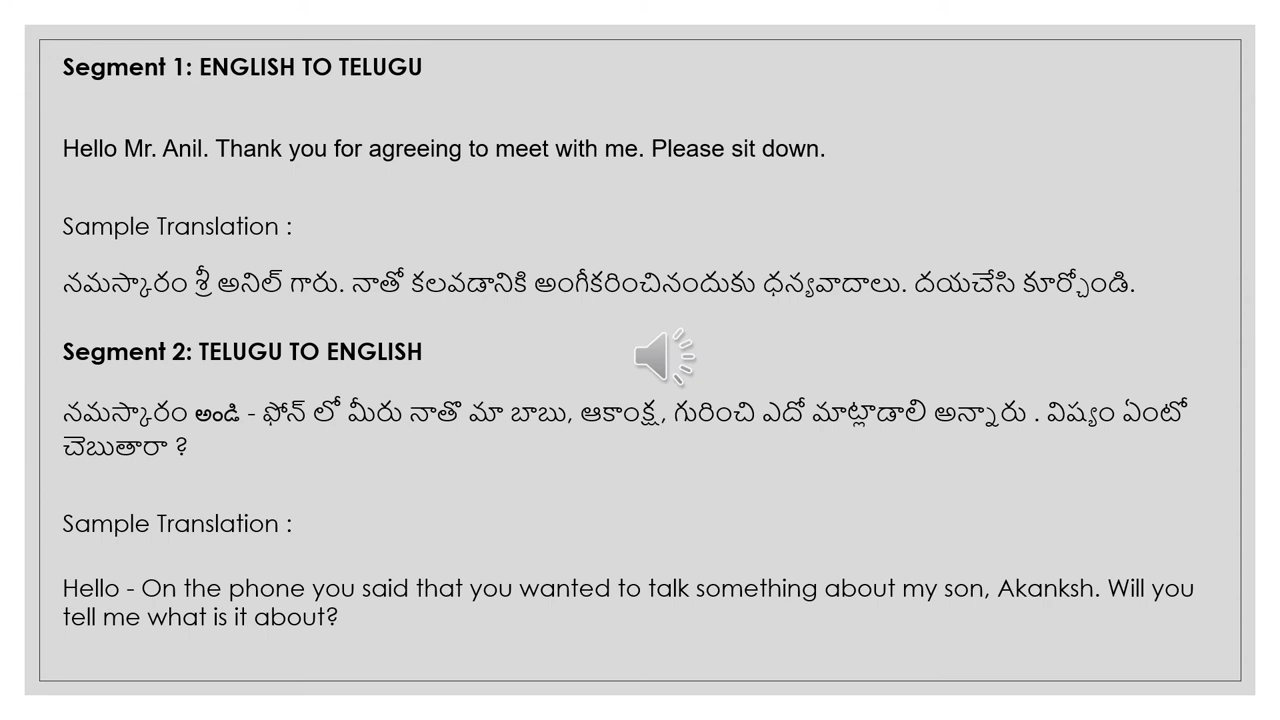 Segment 1: ENGLISH TO TELUGU
Hello Mr. Anil. Thank you for agreeing to meet with me. Please sit down.
Sample Translation :
నమస్కారం శ్రీ అనిల్ గారు. నాతో కలవడానికి అంగీకరించినందుకు ధన్యవాదాలు. దయచేసి కూర్చోండి.
Segment 2: TELUGU TO ENGLISH
నమస్కారం అండి - ఫోన్ లో మీరు నాతొ మా బాబు, ఆకాంక్ష, గురించి ఎదో మాట్లాడాలి అన్నారు . విష్యం ఏంటో
చెబుతారా ?
Sample Translation :
Hello - On the phone you said that you wanted to talk something about my son, Akanksh. Will you
tell me what is it about?